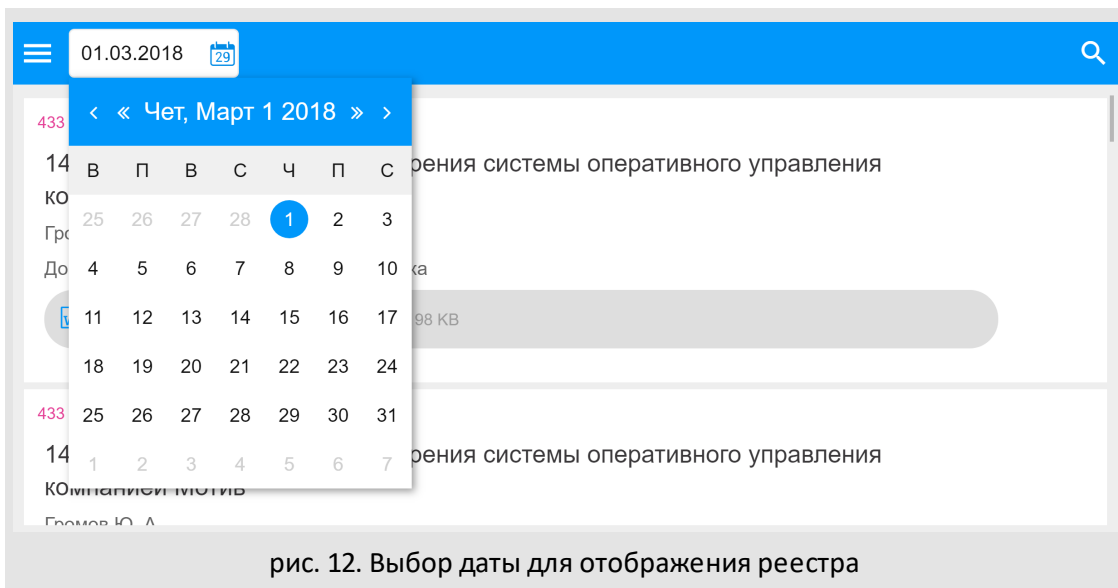 01.03.2018 29
‹ « Чет, Март 1 2018 » ›
433
В П В С Ч П С
14 рения системы оперативного управления
ко
25 26 27 28 1 2 3
Гро
До
4 5 6 7 8 9 10 ка
11 12 13 14 15 16 17 98 KB
18 19 20 21 22 23 24
433
25 26 27 28 29 30 31
14 рения системы оперативного управления
1 2 3 4 5 6 7
компанией Мотив
Громов Ю. А.
рис. 12. Выбор даты для отображения реестра